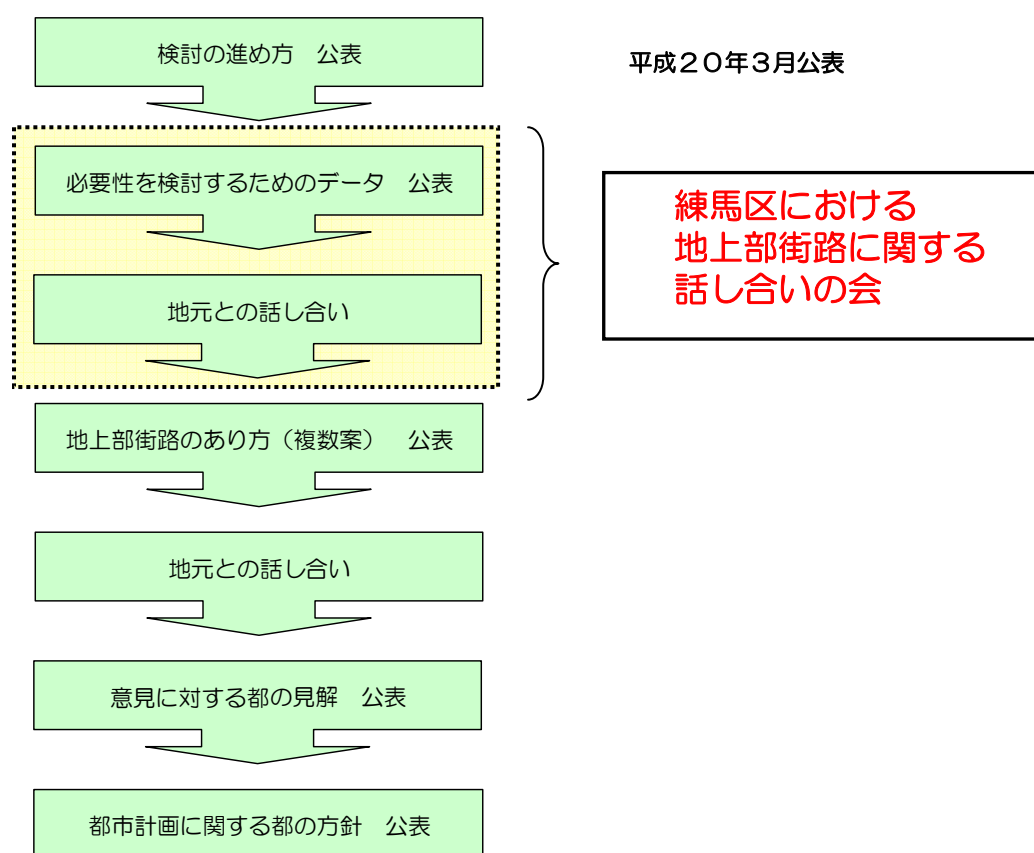 検討の進め方　公表
平成２０年３月公表
必要性を検討するためのデータ　公表
練馬区における
地上部街路に関する
話し合いの会
地元との話し合い
地上部街路のあり方（複数案）　公表
地元との話し合い
意見に対する都の見解　公表
都市計画に関する都の方針　公表